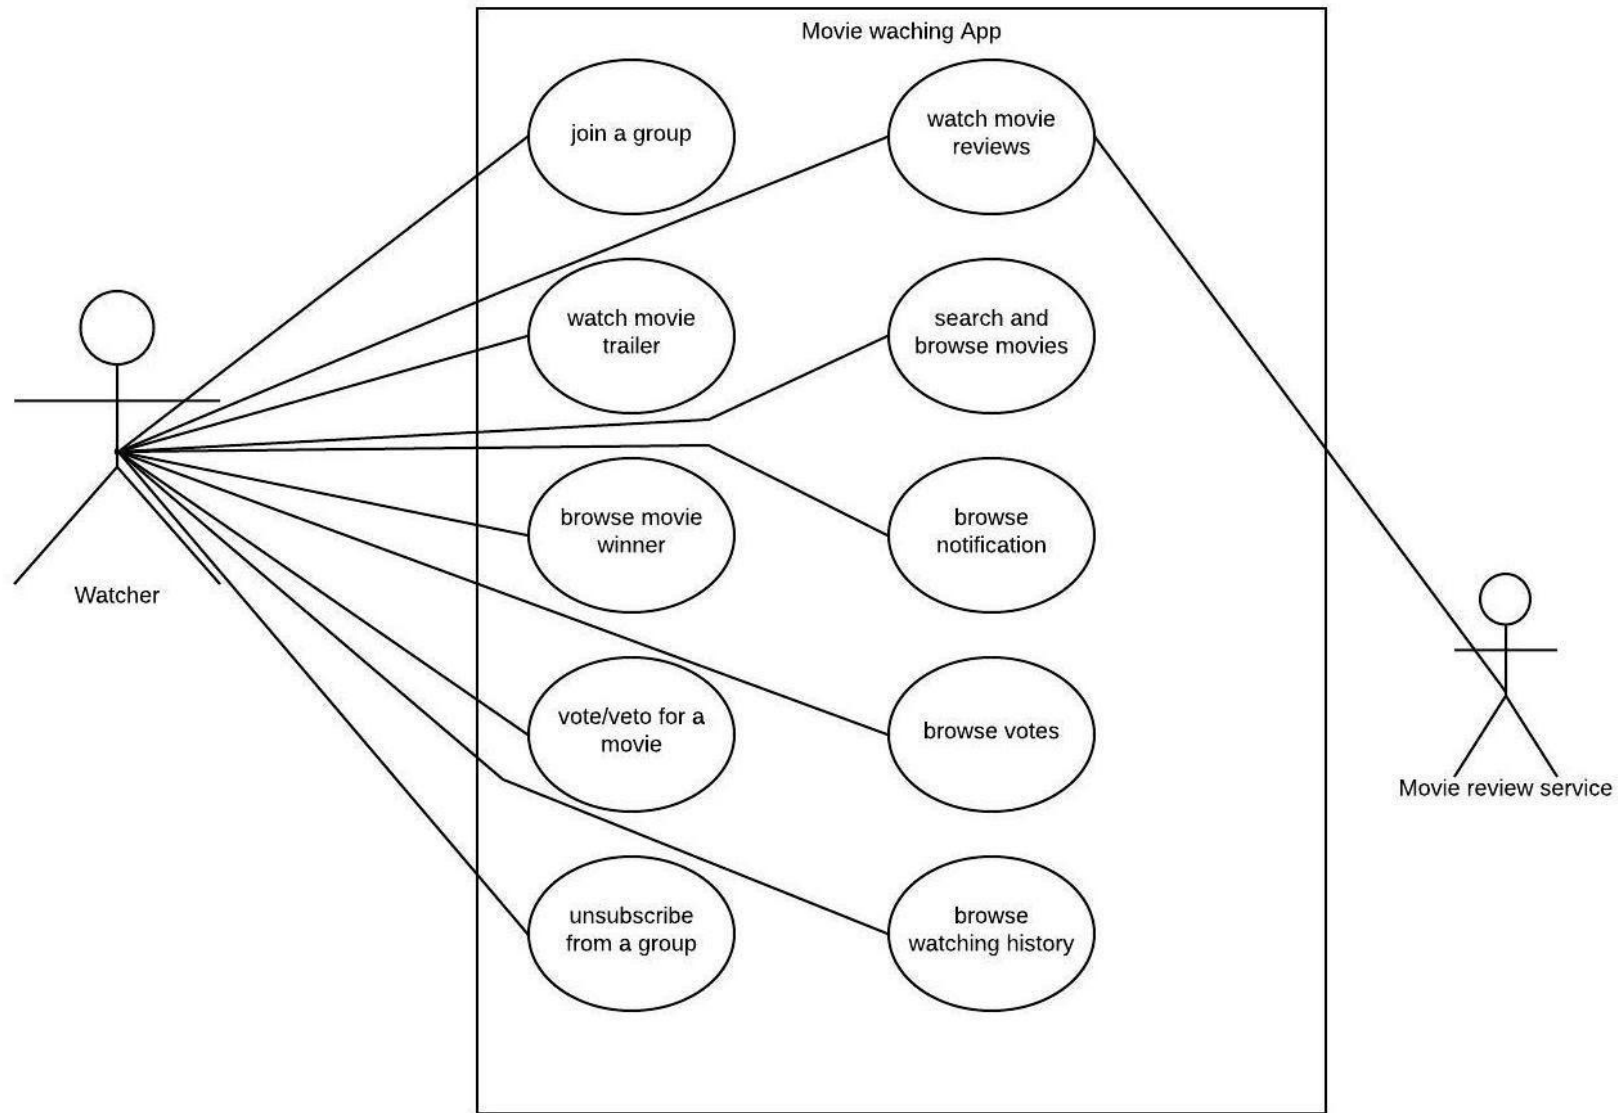 Movie waching App
join a group
watch movie
reviews
watch movie
trailer
search and
browse movies
browse movie
winner
browse
notification
Watcher
vote/veto for a
movie
browse votes
Movie review service
unsubscribe
from a group
browse
watching history